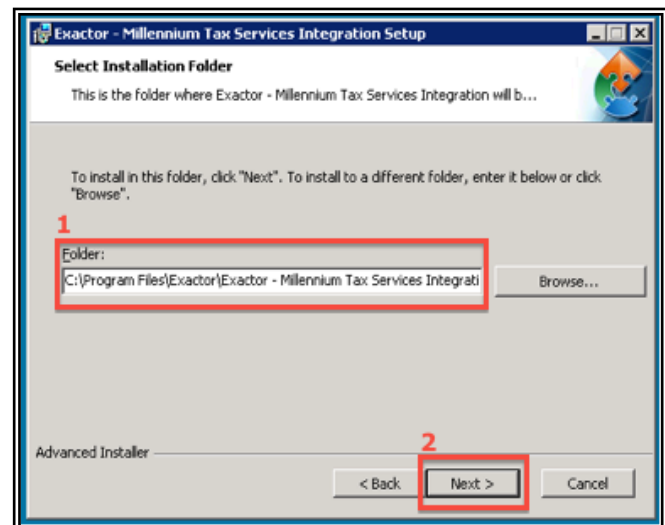 Exactor - Millennium Tax Services Integration Setup
Select Installation Folder
This is the folder where Exactor - Millennium Tax Services Integration will b...
To install in this folder, click "Next". To install to a different folder, enter it below or click
"Browse".
1
Folder:
C:\Program Files\Exactor\Exactor - Millennium Tax Services Integrati
Browse...
Advanced Installer
2
< Back
Next >
Cancel